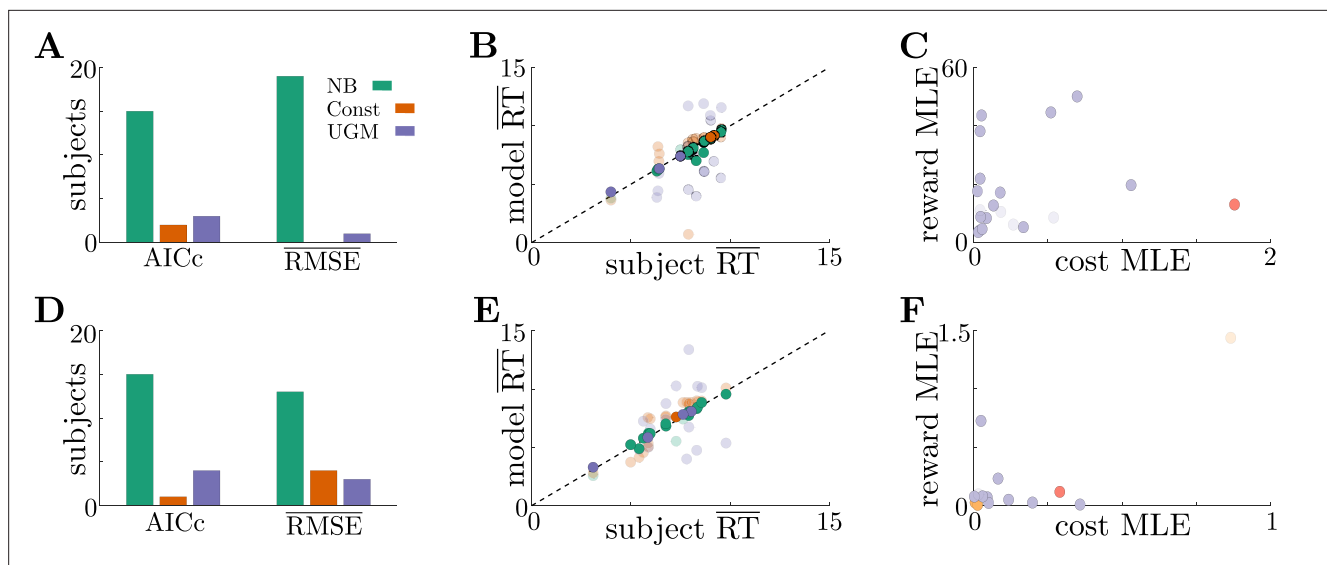 A
20
subjects
0
AICc
RMSE
NB
Const
UGM
B
15
model RT
0
0
subject RT
15
C
60
reward MLE
0
0
cost MLE
2
D
20
subjects
0
AICc
RMSE
E
15
model RT
0
0
subject RT
15
F
1.5
reward MLE
0
0
cost MLE
1